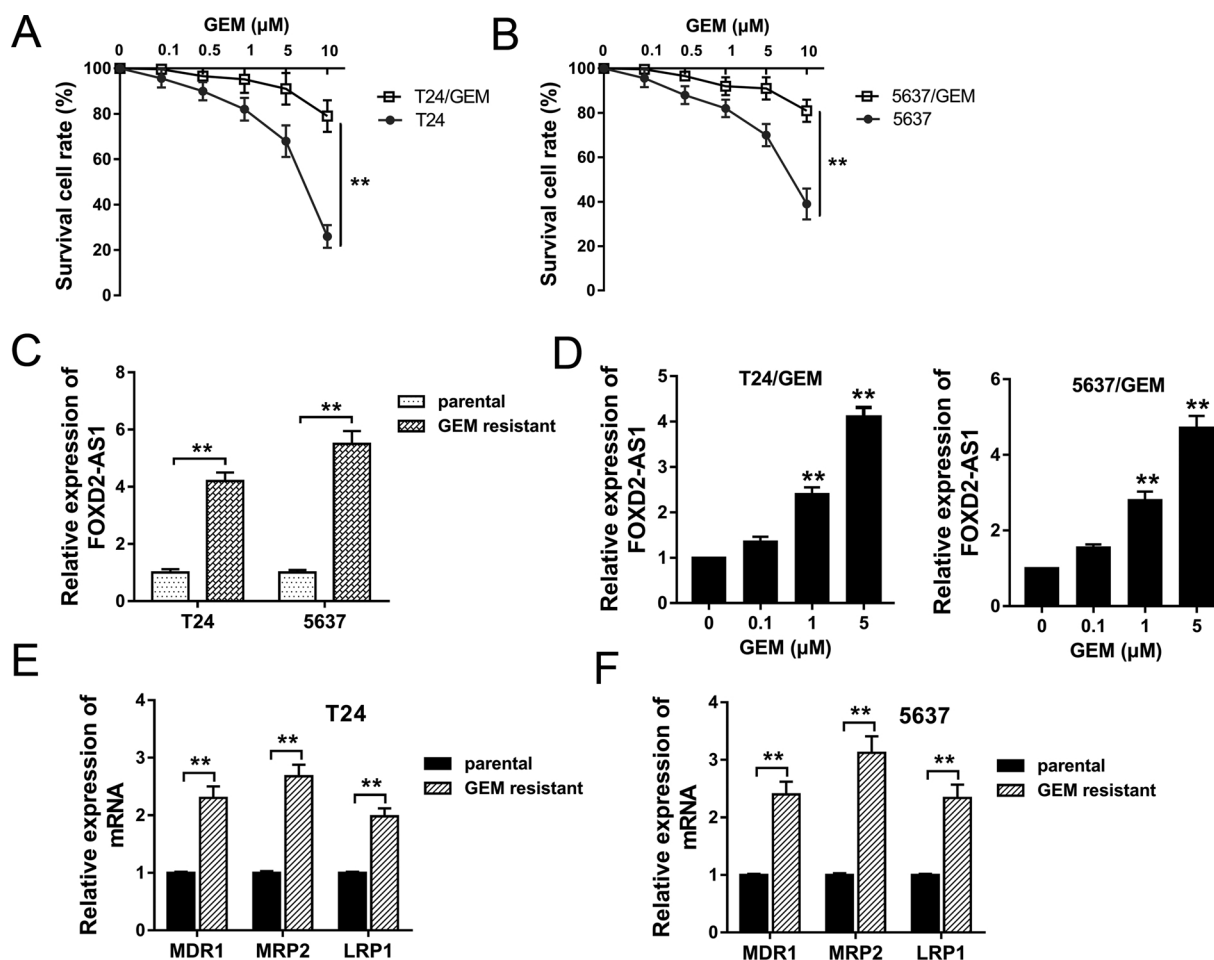 A
GEM (µM)
0 0.1 0.5 1 5 10
100
80
60
40
20
0
Survival cell rate (%)
T24/GEM
T24
**
B
GEM (µM)
0 0.1 0.5 1 5 10
100
80
60
40
20
0
Survival cell rate (%)
5637/GEM
5637
**
C
Relative expression of
FOXD2-AS1
8
6
4
2
0
**
**
T24 5637
parental
GEM resistant
D
Relative expression of
FOXD2-AS1
T24/GEM
5
4
3
2
1
0
**
**
0 0.1 1 5
GEM (µM)
Relative expression of
FOXD2-AS1
5637/GEM
6
4
2
0
**
**
0 0.1 1 5
GEM (µM)
E
Relative expression of
mRNA
T24
4
3
2
1
0
**
**
**
MDR1 MRP2 LRP1
parental
GEM resistant
F
Relative expression of
mRNA
5637
4
3
2
1
0
**
**
**
MDR1 MRP2 LRP1
parental
GEM resistant